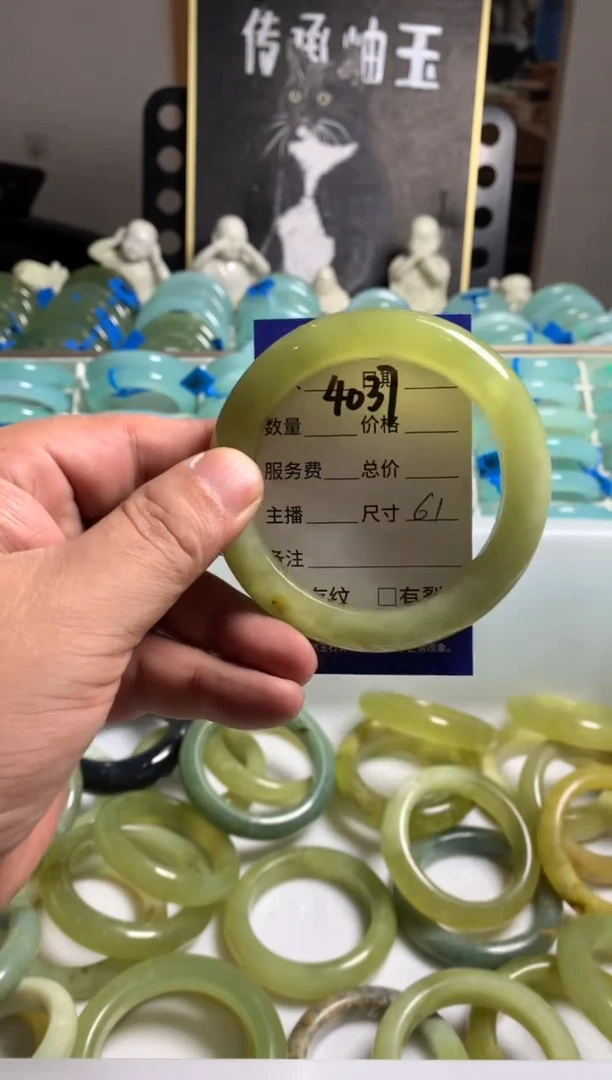 传承岫玉
日期
4031
数量 价格
服务费 总价
主播 尺寸 61
备注
有纹 □有裂